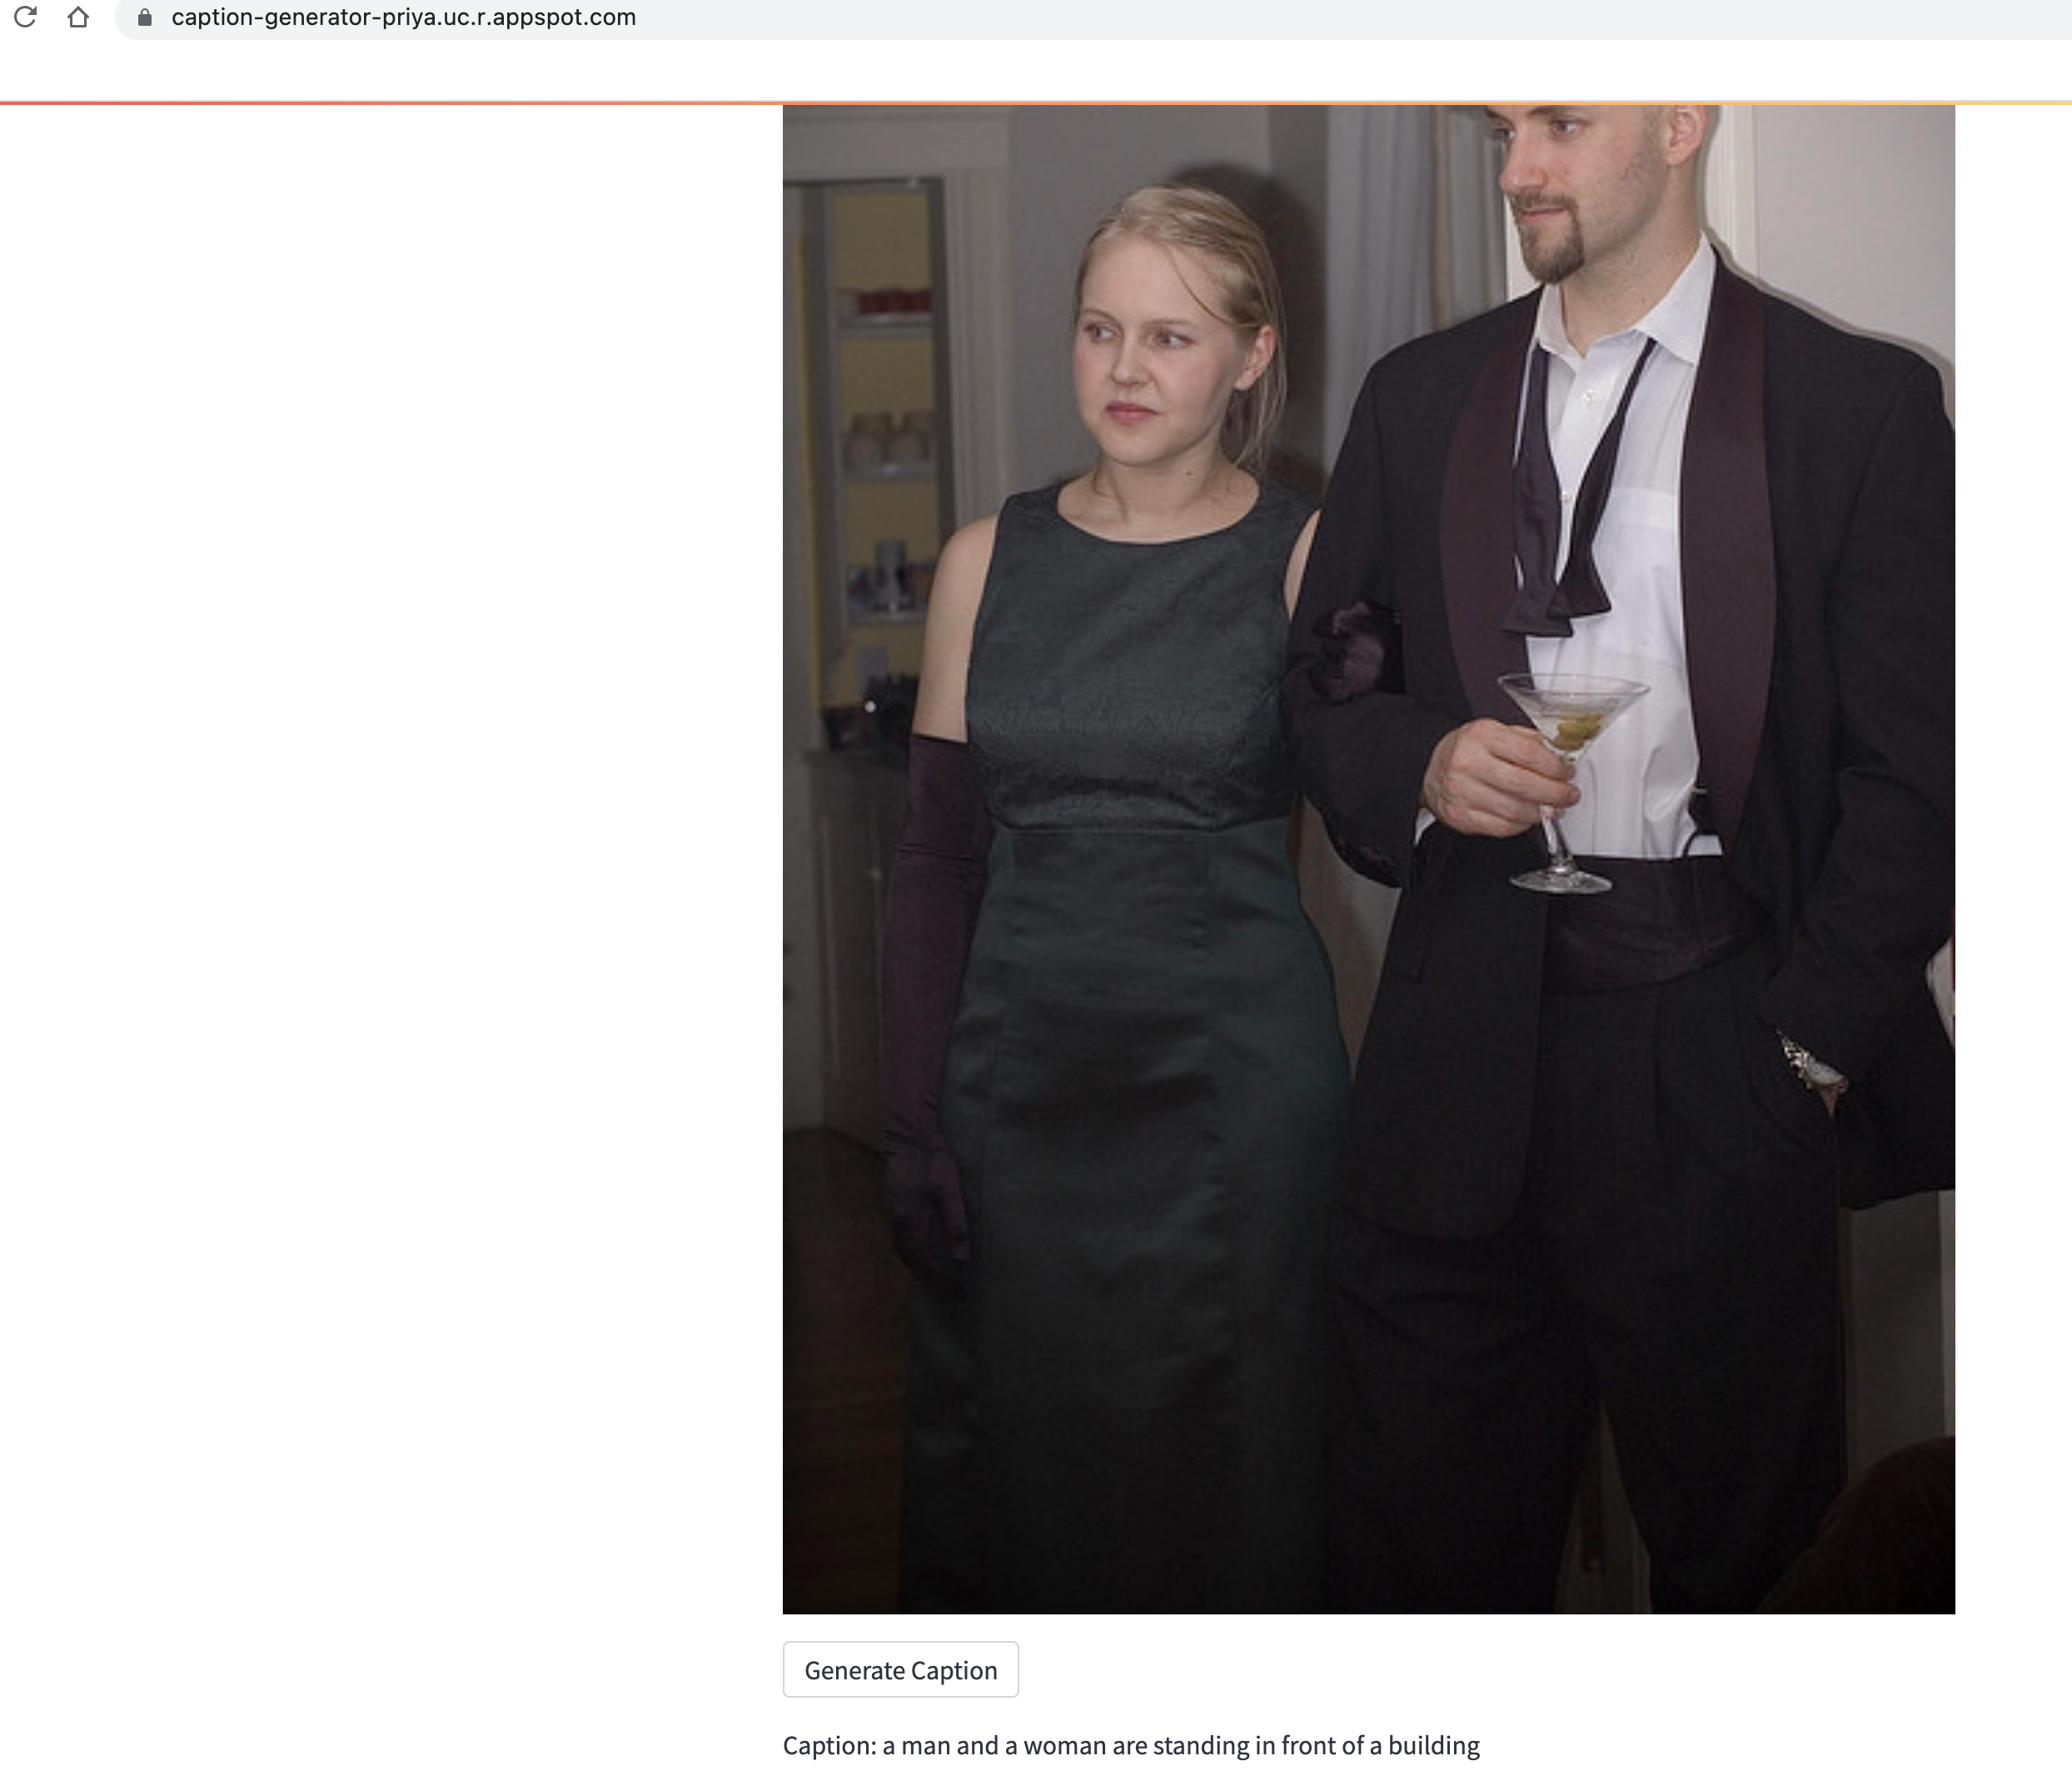 caption-generator-priya.uc.r.appspot.com
Generate Caption
Caption: a man and a woman are standing in front of a building